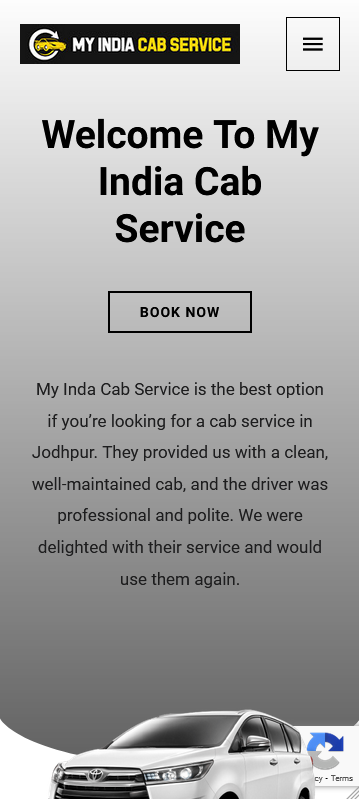 MY INDIA CAB SERVICE
Welcome To My
India Cab
Service
BOOK NOW
My Inda Cab Service is the best option
if you’re looking for a cab service in
Jodhpur. They provided us with a clean,
well-maintained cab, and the driver was
professional and polite. We were
delighted with their service and would
use them again.
- Terms